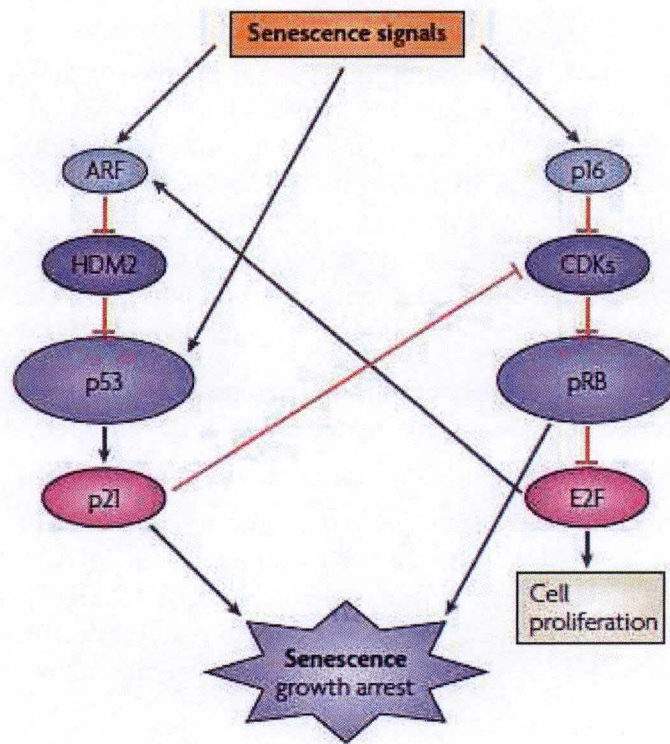 Senescence signals
ARF
p16
HDM2
CDKs
p53
pRB
p21
E2F
Cell
proliferation
Senescence
growth arrest